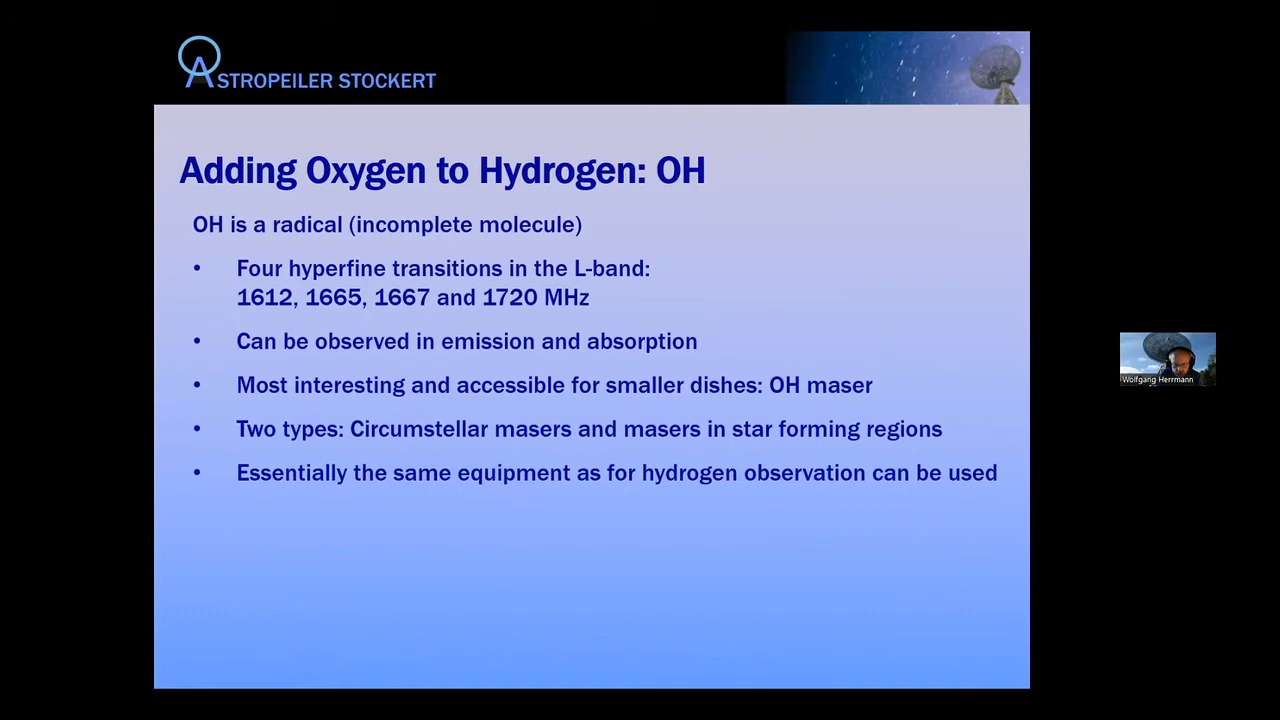 ASTROPEILER STOCKERT
Adding Oxygen to Hydrogen: OH
OH is a radical (incomplete molecule)
• Four hyperfine transitions in the L-band:
1612, 1665, 1667 and 1720 MHz
• Can be observed in emission and absorption
• Most interesting and accessible for smaller dishes: OH maser
• Two types: Circumstellar masers and masers in star forming regions
• Essentially the same equipment as for hydrogen observation can be used
Wolfgang Herrmann